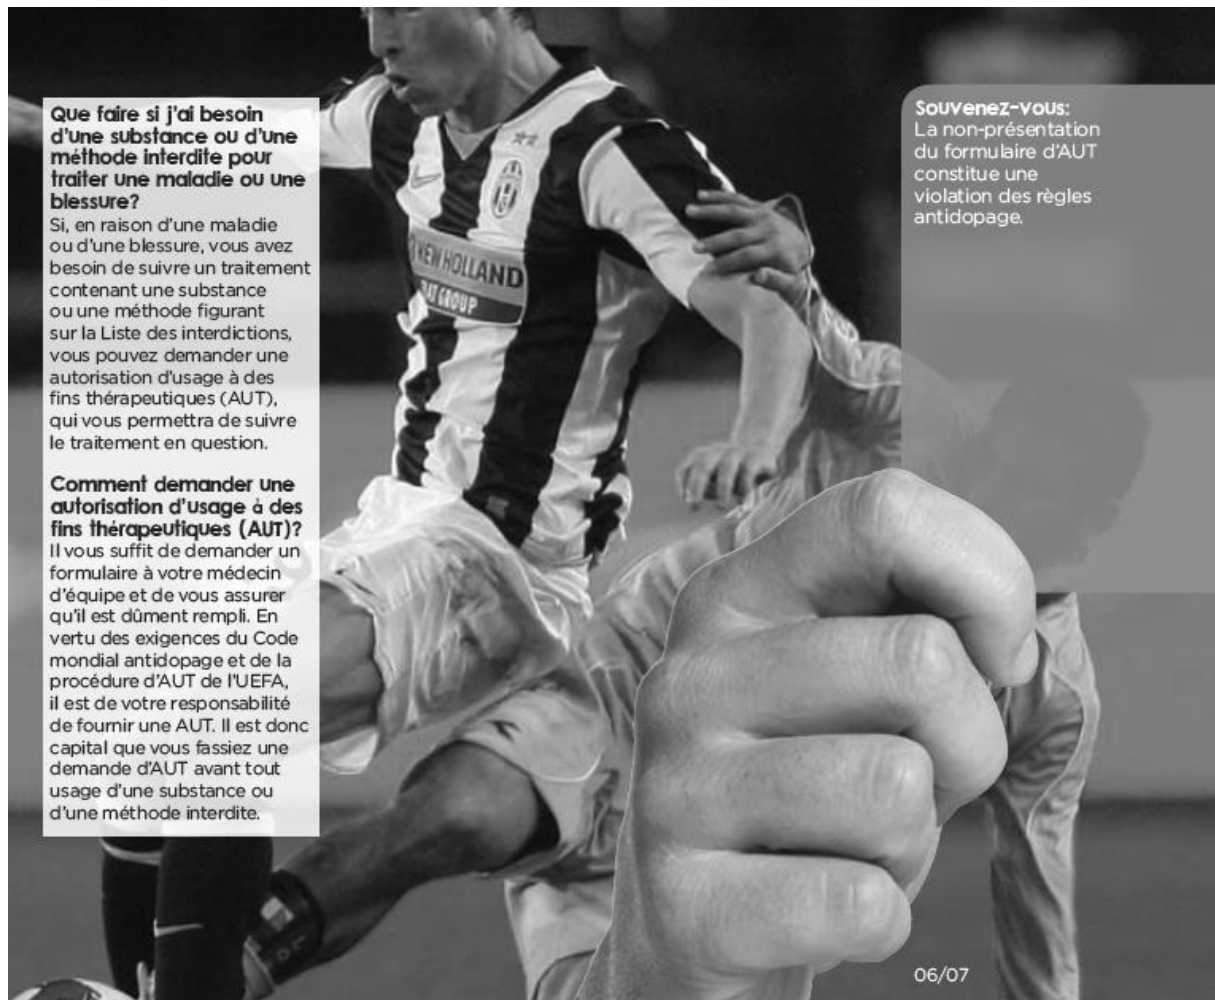 Que faire si j'ai besoin
d'une substance ou d'une
méthode interdite pour
traiter une maladie ou une
blessure?
Si, en raison d'une maladie
ou d'une blessure, vous avez
besoin de suivre un traitement
contenant une substance
ou une méthode figurant
sur la Liste des interdictions,
vous pouvez demander une
autorisation d'usage à des
fins thérapeutiques (AUT),
qui vous permettra de suivre
le traitement en question.
Comment demander une
autorisation d'usage à des
fins thérapeutiques (AUT)?
Il vous suffit de demander un
formulaire à votre médecin
d'équipe et de vous assurer
qu'il est dûment rempli. En
vertu des exigences du Code
mondial antidopage et de la
procédure d'AUT de l'UEFA,
il est de votre responsabilité
de fournir une AUT. Il est donc
capital que vous fassiez une
demande d'AUT avant tout
usage d'une substance ou
d'une méthode interdite.
NEW HOLLAND
FIAT GROUP
Souvenez-vous:
La non-présentation
du formulaire d'AUT
constitue une
violation des règles
antidopage.
06/07